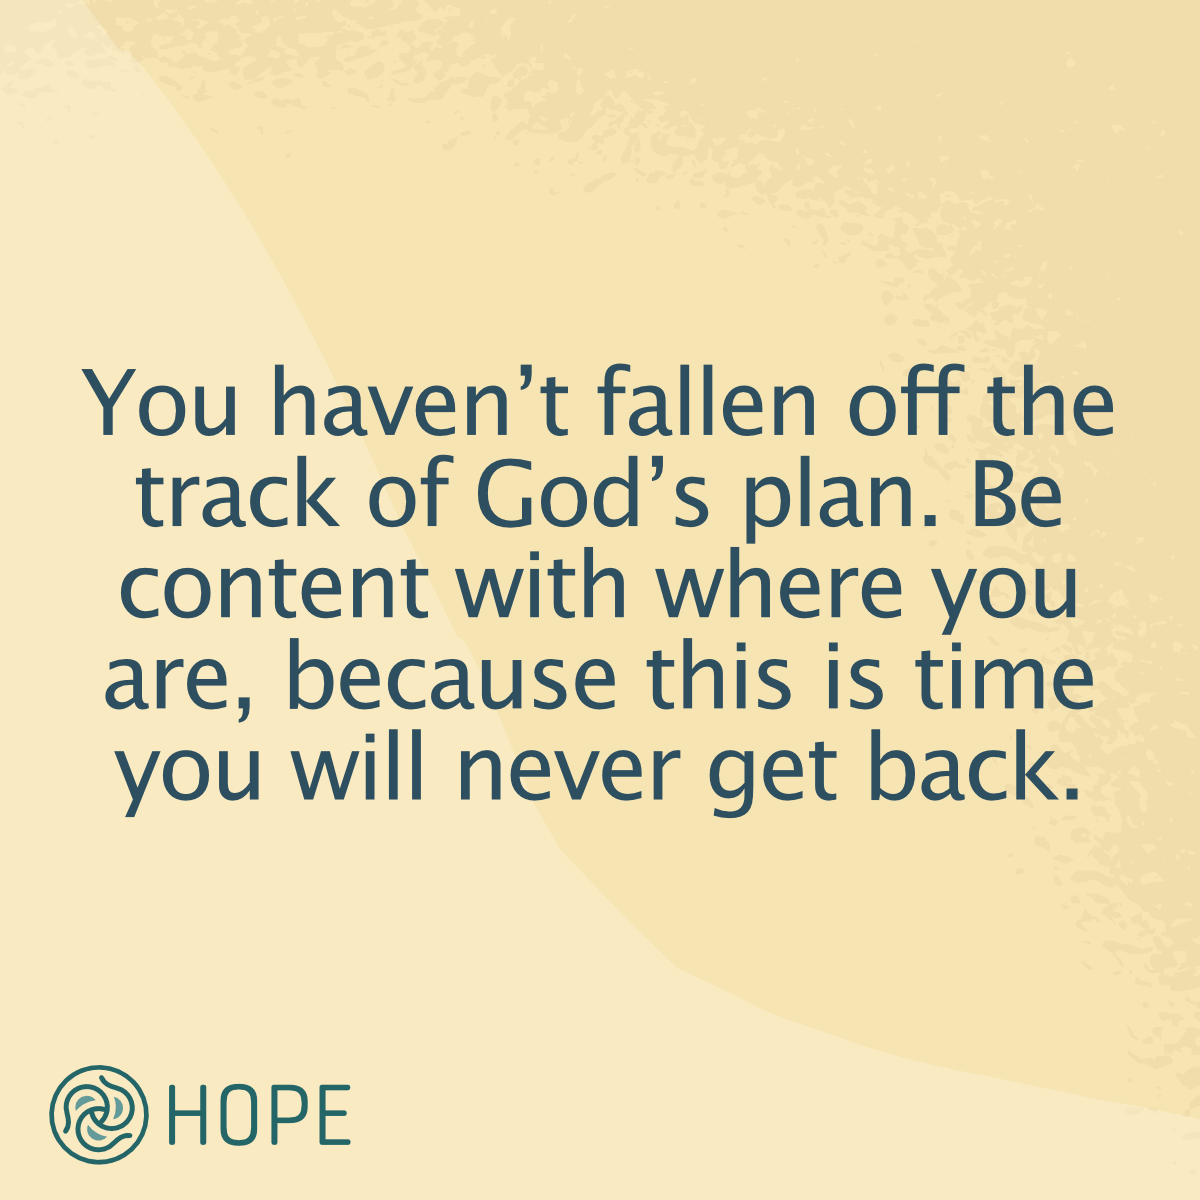 You haven’t fallen off the
track of God’s plan. Be
content with where you
are, because this is time
you will never get back.
HOPE